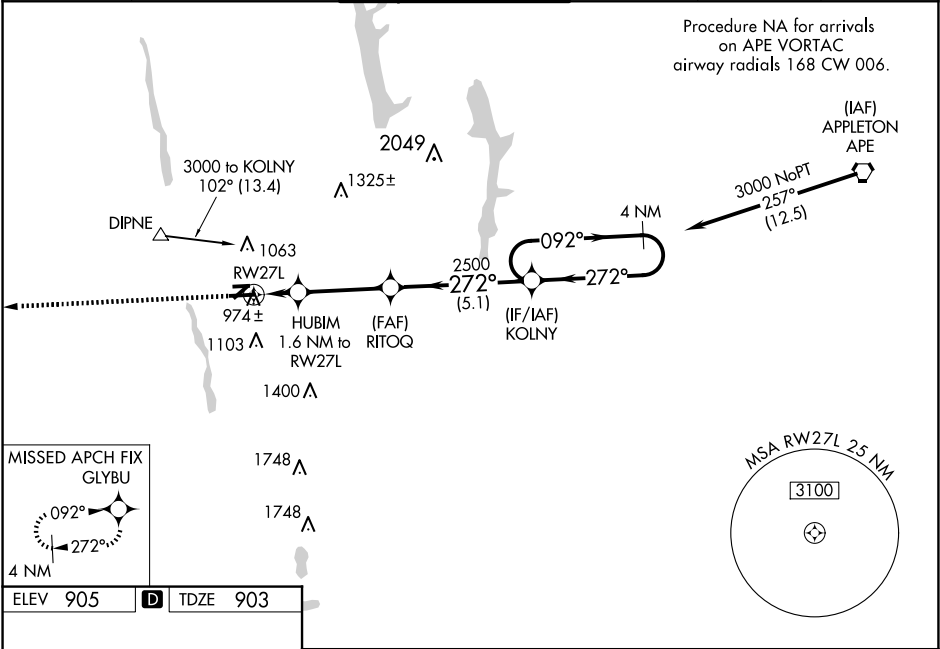 Procedure NA for arrivals
on APE VORTAC
airway radials 168 CW 006.
(IAF)
APPLETON
APE
2049
3000 to KOLNY
102° (13.4)
1325±
3000 NoPT
257°
(12.5)
DIPNE
4 NM
1063
092°
RW27L
2500
272°
(5.1)
272°
974±
HUBIM
1.6 NM to
RW27L
(FAF)
RITOQ
(IF/IAF)
KOLNY
1103
1400
MISSED APCH FIX
GLYBU
092°
272°
4 NM
1748
1748
MSA RW27L 25 NM
3100
ELEV 905 D TDZE 903